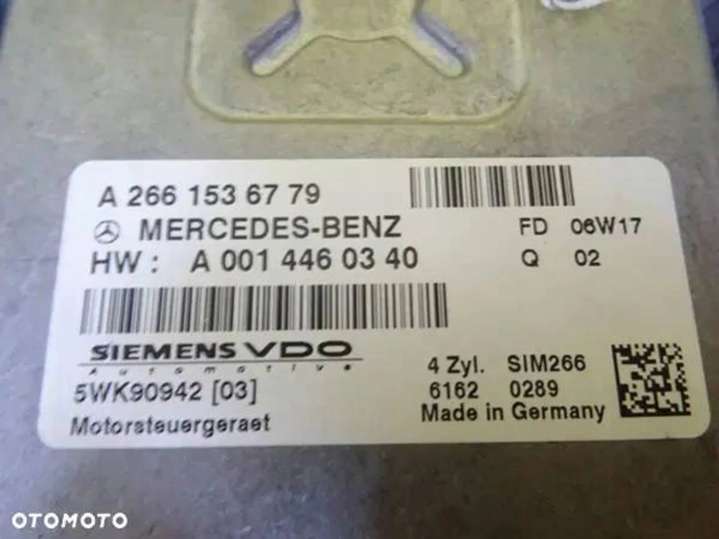 A 266 153 67 79
MERCEDES-BENZ
FD 06W17
HW : A 001 446 03 40
Q 02
SIEMENS VDO
Automotive
4 Zyl. SIM266
5WK90942 [03]
6162 0289
Motorsteuergeraet
Made in Germany
OTOMOTO
OTOMOTO